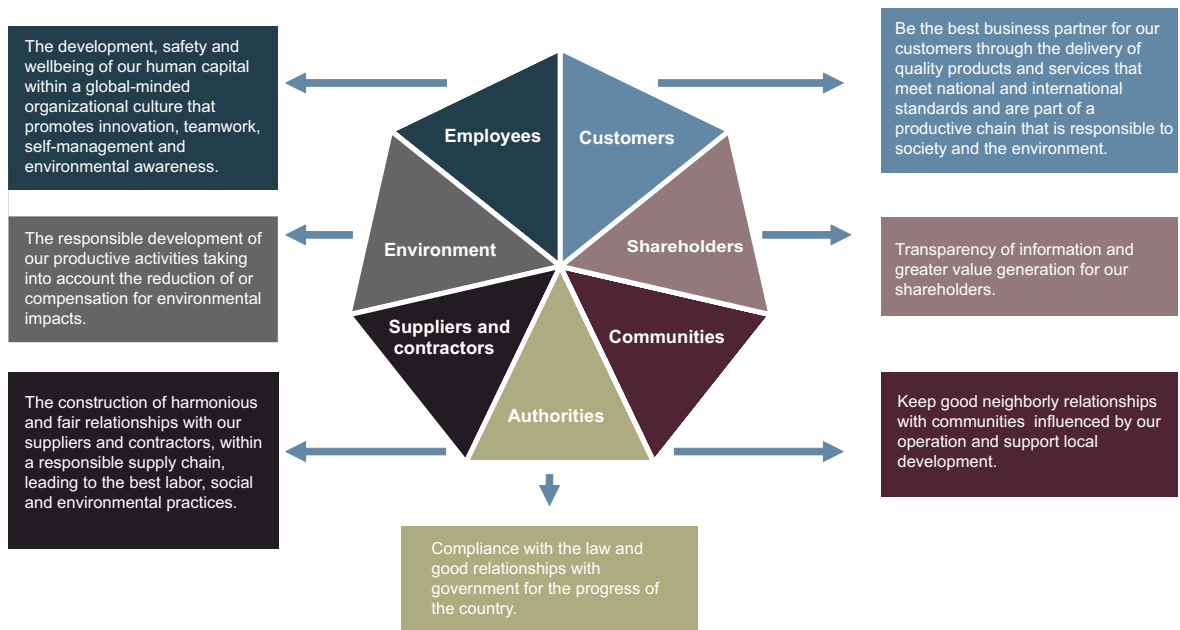 The development, safety and
wellbeing of our human capital
within a global-minded
organizational culture that
promotes innovation, teamwork,
self-management and
environmental awareness.
Be the best business partner for our
customers through the delivery of
quality products and services that
meet national and international
standards and are part of a
productive chain that is responsible to
society and the environment.
Employees
Customers
Environment
Shareholders
Suppliers and
contractors
Communities
Authorities
The responsible development of
our productive activities taking
into account the reduction of or
compensation for environmental
impacts.
Transparency of information and
greater value generation for our
shareholders.
The construction of harmonious
and fair relationships with our
suppliers and contractors, within
a responsible supply chain,
leading to the best labor, social
and environmental practices.
Keep good neighborly relationships
with communities  influenced by our
operation and support local
development.
Compliance with the law and
good relationships with
government for the progress of
the country.